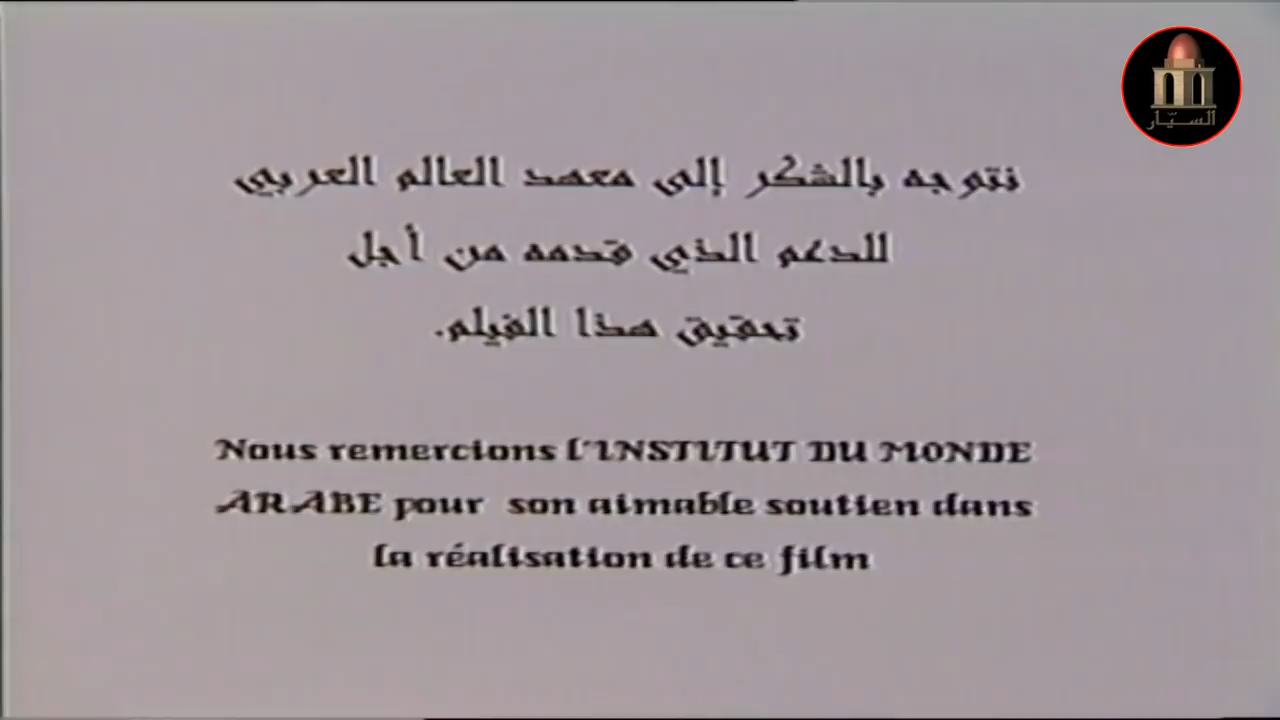 السيّار
نتوجه بالشكر إلى معهد العالم العربي
للدعم الذي قدمه من أجل
تحقيق هذا الفيلم.
Nous remercions l'INSTITUT DU MONDE
ARABE pour son aimable soutien dans
la réalisation de ce film